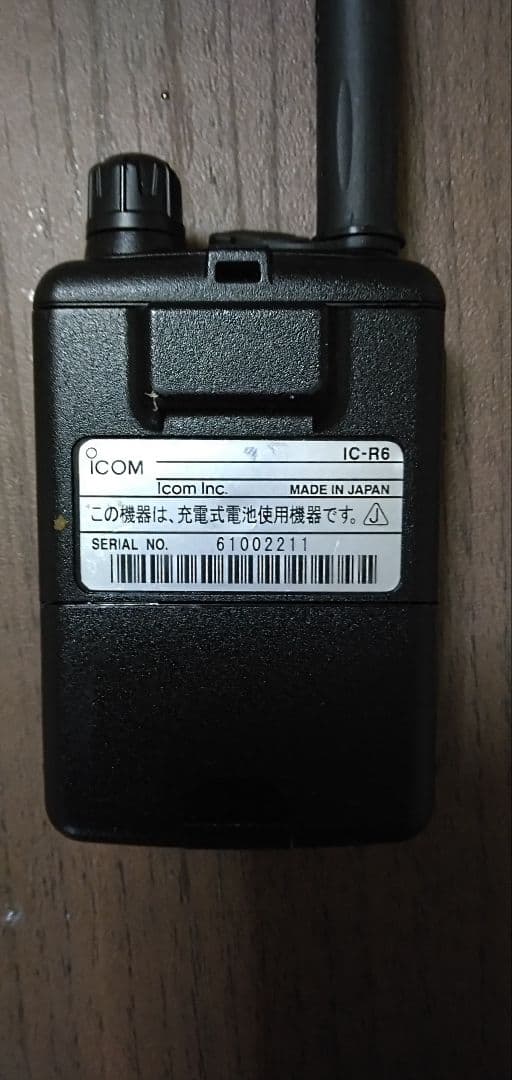 iCOM IC-R6
Icom Inc. MADE IN JAPAN
この機器は、充電式電池使用機器です。 J
SERIAL NO. 61002211